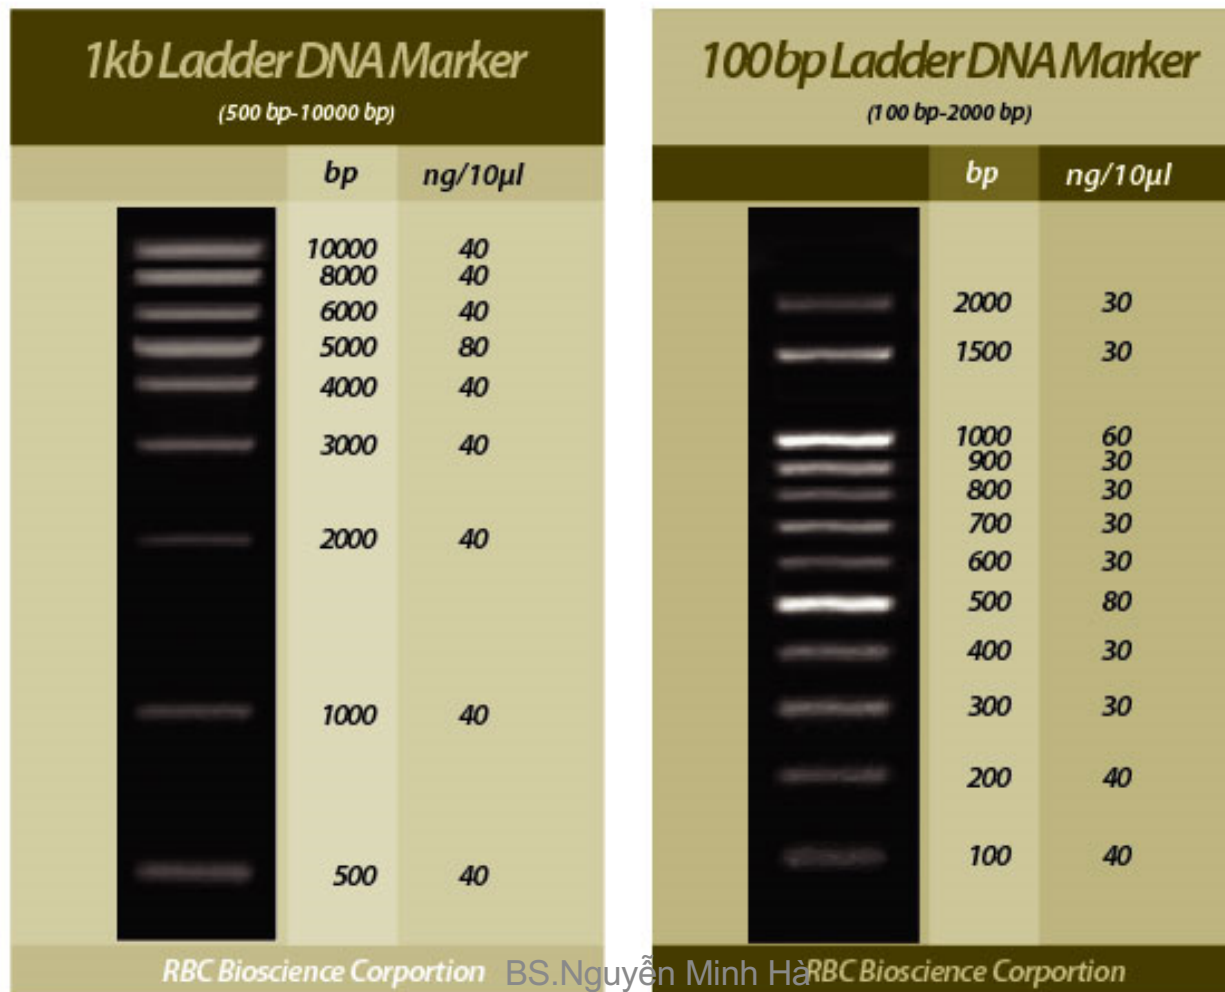 1kb Ladder DNA Marker
(500 bp-10000 bp)
bp ng/10µl
10000 40
8000 40
6000 40
5000 80
4000 40
3000 40
2000 40
1000 40
500 40
RBC Bioscience Corportion
100 bp Ladder DNA Marker
(100 bp-2000 bp)
bp ng/10µl
2000 30
1500 30
1000 60
900 30
800 30
700 30
600 30
500 80
400 30
300 30
200 40
100 40
RBC Bioscience Corportion
BS.Nguyễn Minh Hà